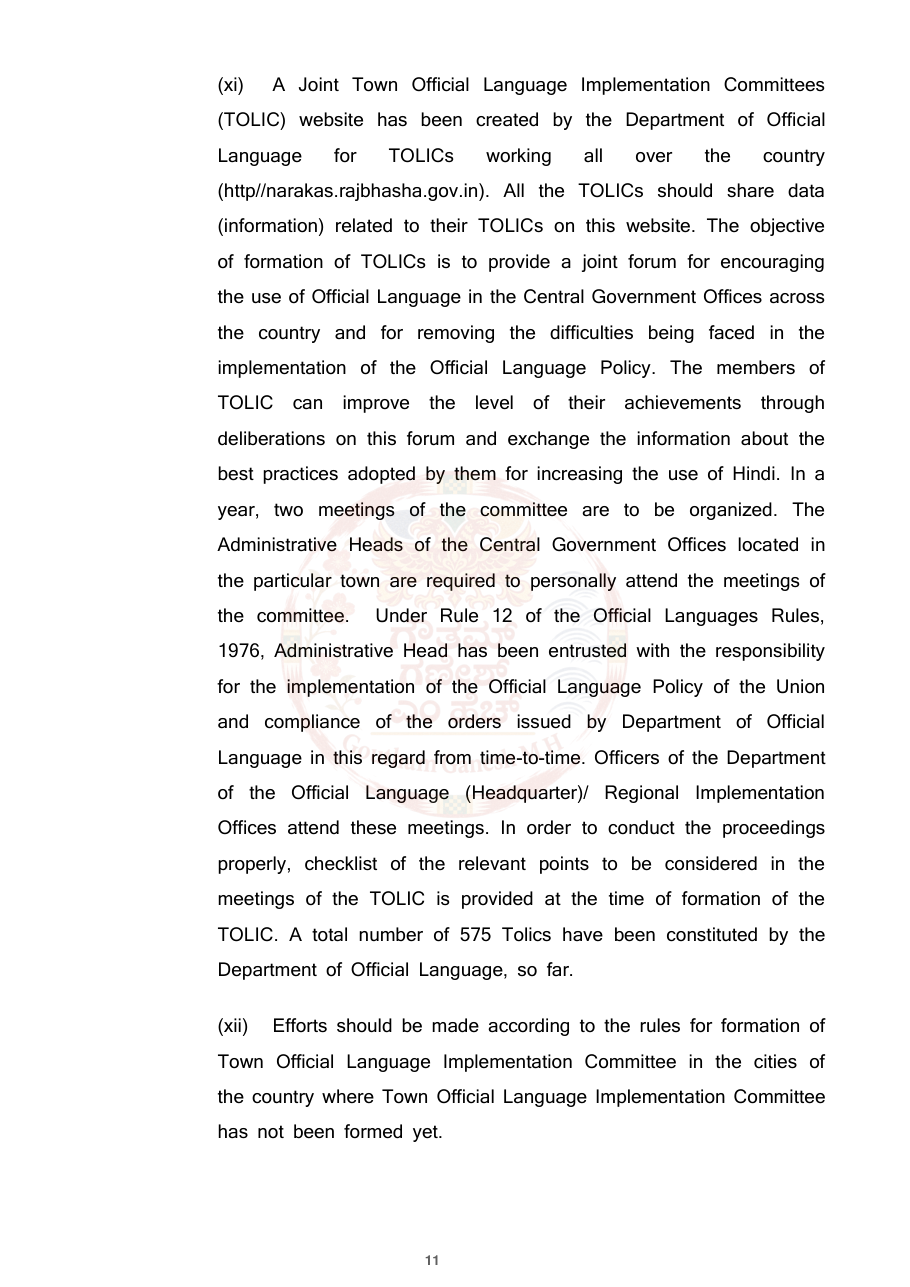 (xi) A Joint Town Official Language Implementation Committees
(TOLIC) website has been created by the Department of Official
Language for TOLICs working all over the country
(http//narakas.rajbhasha.gov.in). All the TOLICs should share data
(information) related to their TOLICs on this website. The objective
of formation of TOLICs is to provide a joint forum for encouraging
the use of Official Language in the Central Government Offices across
the country and for removing the difficulties being faced in the
implementation of the Official Language Policy. The members of
TOLIC can improve the level of their achievements through
deliberations on this forum and exchange the information about the
best practices adopted by them for increasing the use of Hindi. In a
year, two meetings of the committee are to be organized. The
Administrative Heads of the Central Government Offices located in
the particular town are required to personally attend the meetings of
the committee. Under Rule 12 of the Official Languages Rules,
1976, Administrative Head has been entrusted with the responsibility
for the implementation of the Official Language Policy of the Union
and compliance of the orders issued by Department of Official
Language in this regard from time-to-time. Officers of the Department
of the Official Language (Headquarter)/ Regional Implementation
Offices attend these meetings. In order to conduct the proceedings
properly, checklist of the relevant points to be considered in the
meetings of the TOLIC is provided at the time of formation of the
TOLIC. A total number of 575 Tolics have been constituted by the
Department of Official Language, so far.
(xii) Efforts should be made according to the rules for formation of
Town Official Language Implementation Committee in the cities of
the country where Town Official Language Implementation Committee
has not been formed yet.
ಗೌತಮ್
ಗಣೇಶ್
ಎಂ ಹೆಚ್
Goutham Ganesh M H
11